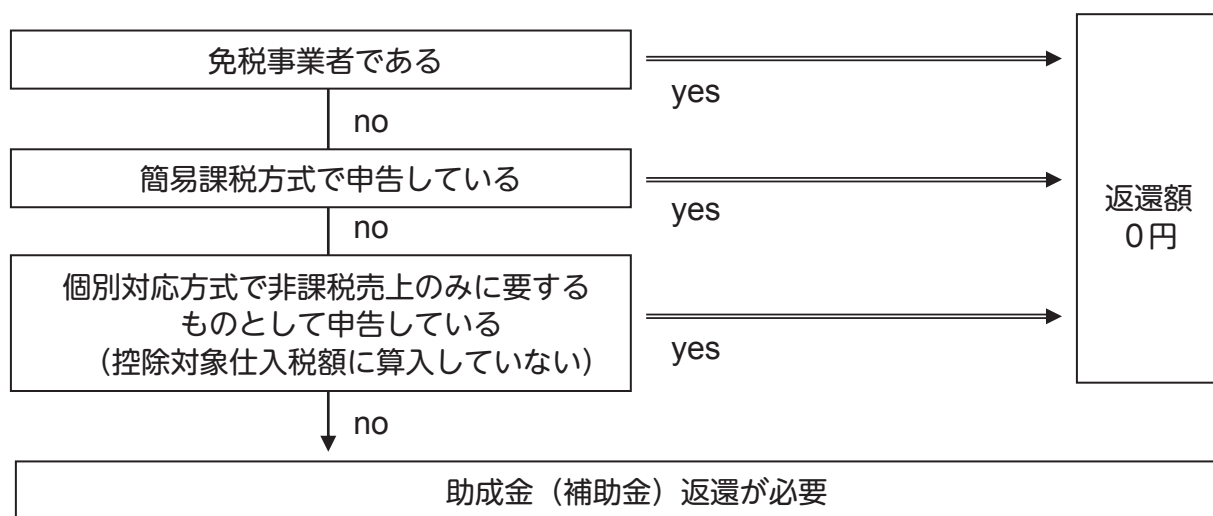 免税事業者である
yes
no
簡易課税方式で申告している
yes
no
返還額
０円
個別対応方式で非課税売上のみに要する
ものとして申告している
（控除対象仕入税額に算入していない）
yes
no
助成金（補助金）返還が必要